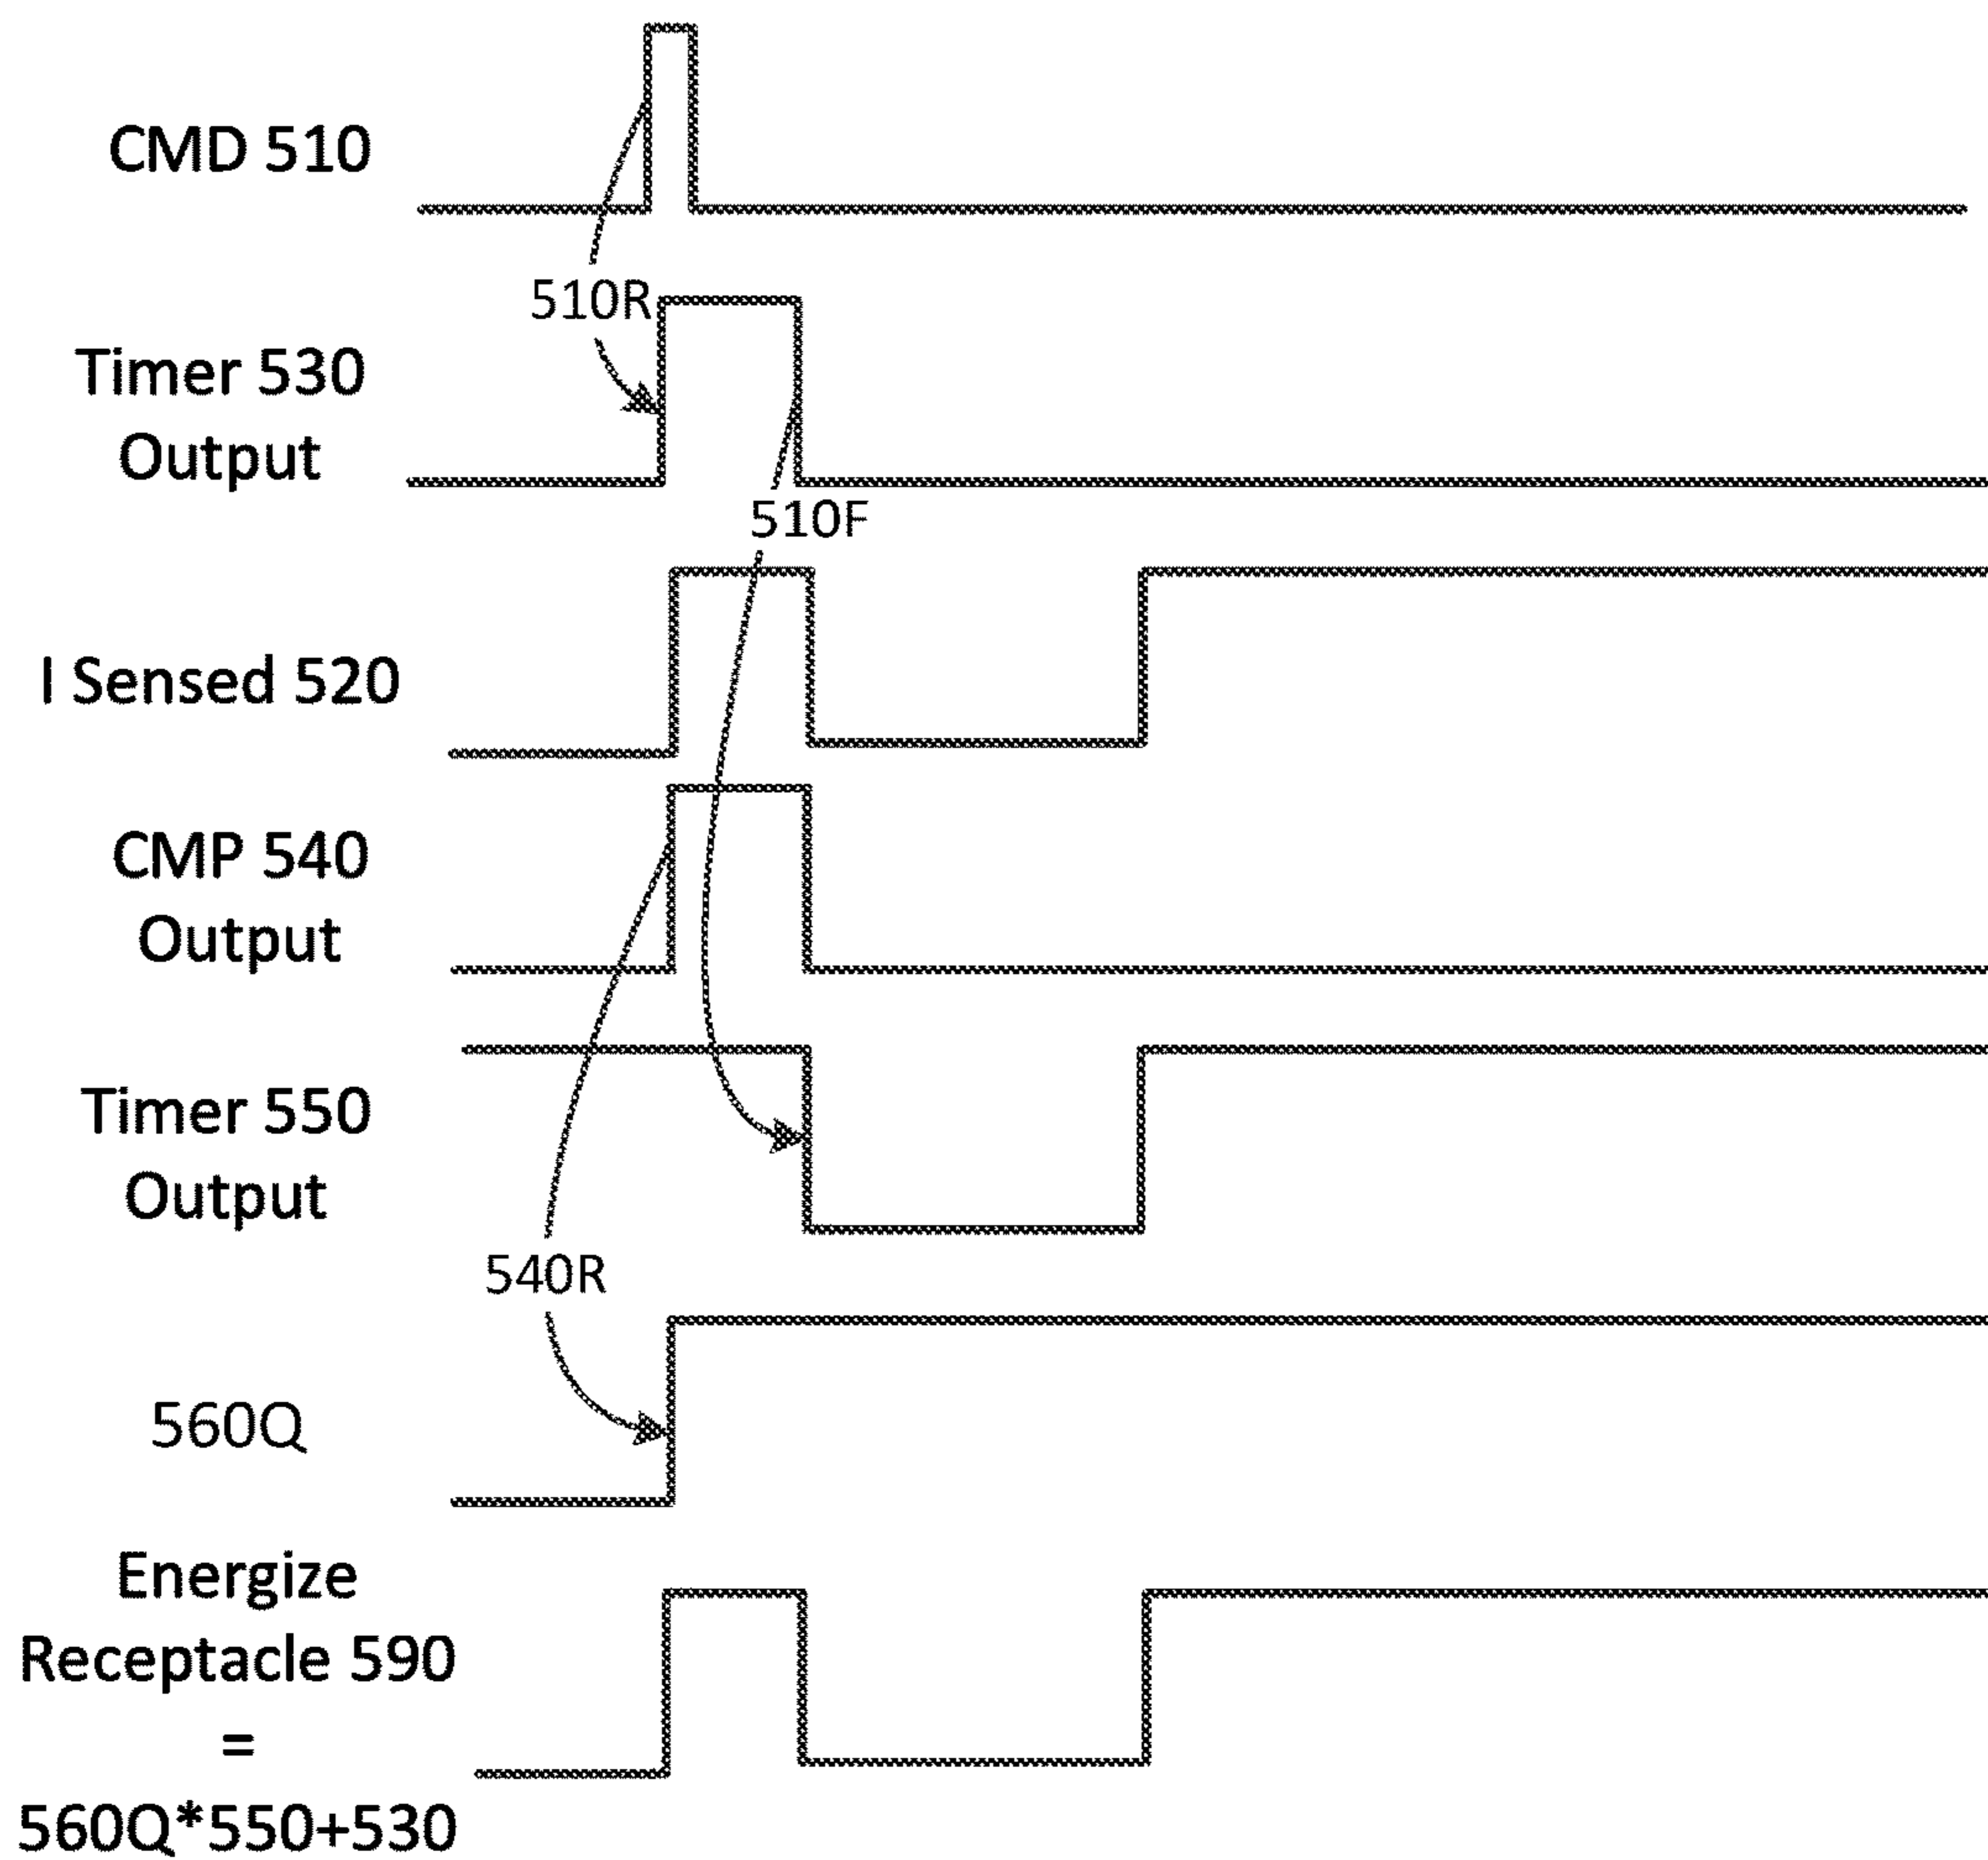 CMD 510
510R
Timer 530
Output
510F
I Sensed 520
CMP 540
Output
Timer 550
Output
540R
560Q
Energize
Receptacle 590
=
560Q*550+530